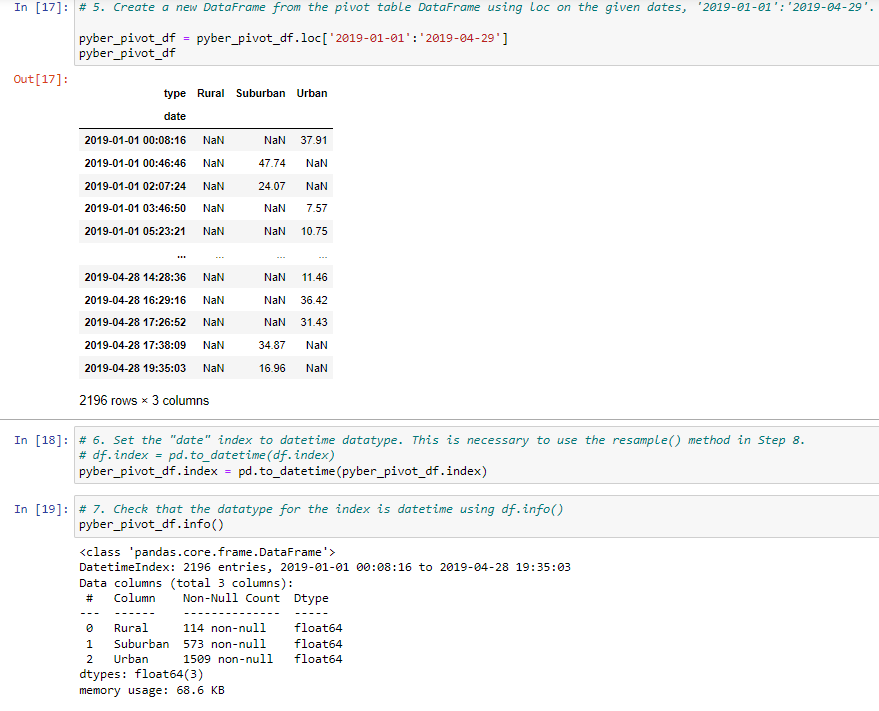 In [17]: # 5. Create a new DataFrame from the pivot table DataFrame using loc on the given dates, '2019-01-01':'2019-04-29'.
pyber_pivot_df = pyber_pivot_df.loc['2019-01-01':'2019-04-29']
pyber_pivot_df
Out[17]:
type Rural Suburban Urban
date
2019-01-01 00:08:16 NaN NaN 37.91
2019-01-01 00:46:46 NaN 47.74 NaN
2019-01-01 02:07:24 NaN 24.07 NaN
2019-01-01 03:46:50 NaN NaN 7.57
2019-01-01 05:23:21 NaN NaN 10.75
... ... ... ...
2019-04-28 14:28:36 NaN NaN 11.46
2019-04-28 16:29:16 NaN NaN 36.42
2019-04-28 17:26:52 NaN NaN 31.43
2019-04-28 17:38:09 NaN 34.87 NaN
2019-04-28 19:35:03 NaN 16.96 NaN
2196 rows × 3 columns
In [18]: # 6. Set the "date" index to datetime datatype. This is necessary to use the resample() method in Step 8.
# df.index = pd.to_datetime(df.index)
pyber_pivot_df.index = pd.to_datetime(pyber_pivot_df.index)
In [19]: # 7. Check that the datatype for the index is datetime using df.info()
pyber_pivot_df.info()
<class 'pandas.core.frame.DataFrame'>
DatetimeIndex: 2196 entries, 2019-01-01 00:08:16 to 2019-04-28 19:35:03
Data columns (total 3 columns):
# Column Non-Null Count Dtype
--- ------ -------------- -----
0 Rural 114 non-null float64
1 Suburban 573 non-null float64
2 Urban 1509 non-null float64
dtypes: float64(3)
memory usage: 68.6 KB